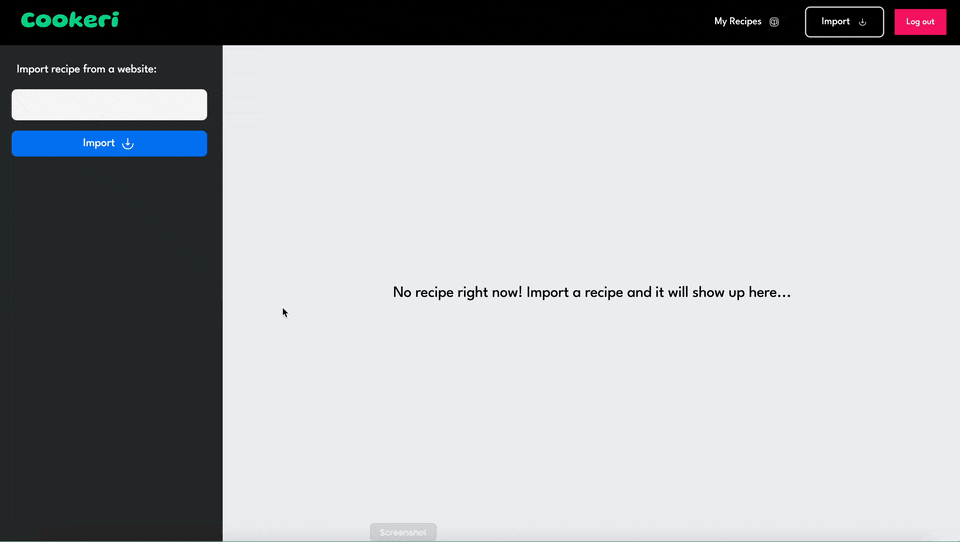 Cookeri
My Recipes
Import
Log out
Import recipe from a website:
Import
No recipe right now! Import a recipe and it will show up here...
Screenshot